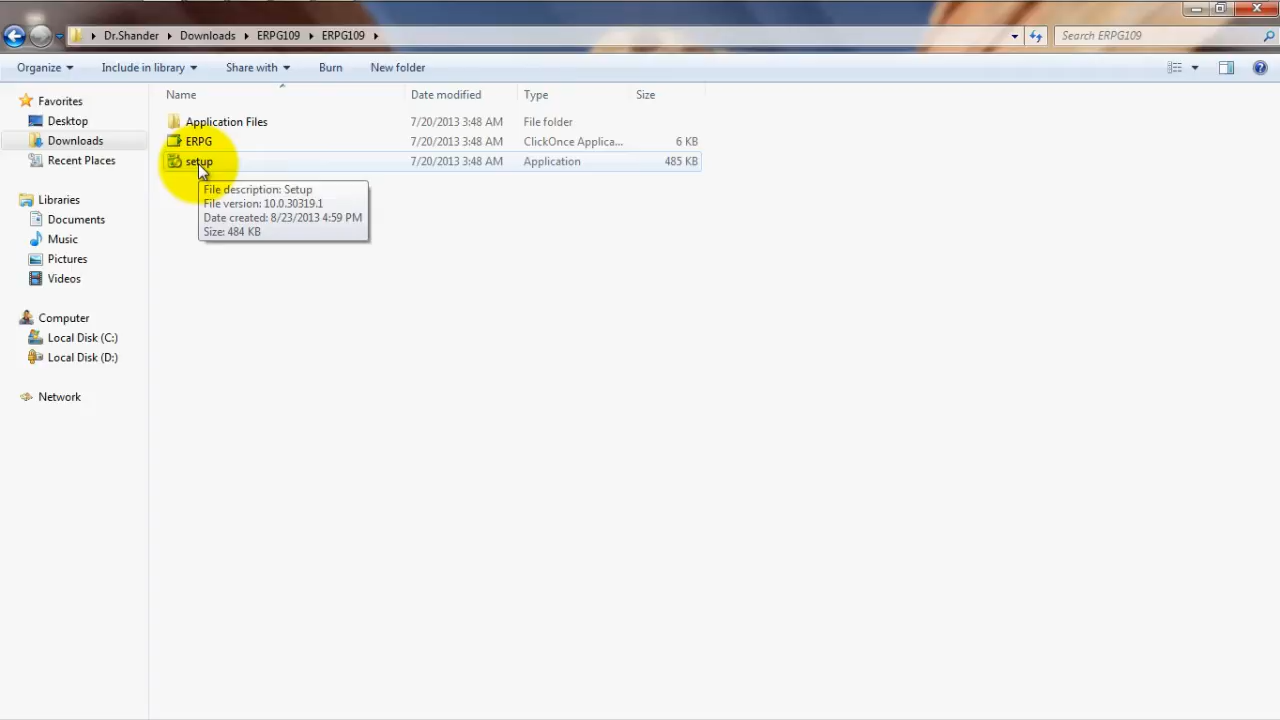 Dr.Shander Downloads ERPG109 ERPG109
Search ERPG109
Organize Include in library Share with Burn New folder
Name Date modified Type Size
Application Files 7/20/2013 3:48 AM File folder
ERPG 7/20/2013 3:48 AM ClickOnce Applica... 6 KB
setup 7/20/2013 3:48 AM Application 485 KB
File description: Setup
File version: 10.0.30319.1
Date created: 8/23/2013 4:59 PM
Size: 484 KB
Favorites
Desktop
Downloads
Recent Places
Libraries
Documents
Music
Pictures
Videos
Computer
Local Disk (C:)
Local Disk (D:)
Network